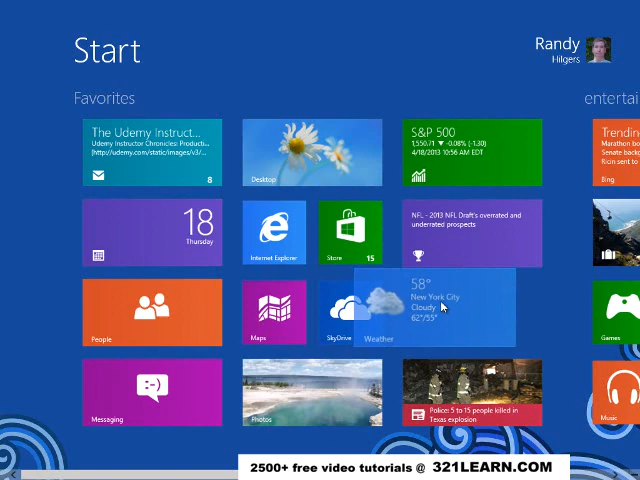 Start
Randy
Hilgers
Favorites
entertai
The Udemy Instruct...
Udemy Instructor Chronicles: Producti...
[http://udemy.com/static/images/v3/...
8
Desktop
S&P 500
1,550.71 ▼ -0.08% (-1.30)
4/18/2013 10:56 AM EDT
Trending
Marathon bo
Senate back
Ricin sent to
Bing
18
Thursday
Internet Explorer
Store
15
NFL - 2013 NFL Draft's overrated and
underrated prospects
People
Maps
SkyDrive
58°
New York City
Cloudy
62°/55°
Weather
Games
Messaging
Photos
Police: 5 to 15 people killed in
Texas explosion
Music
2500+ free video tutorials @ 321LEARN.COM